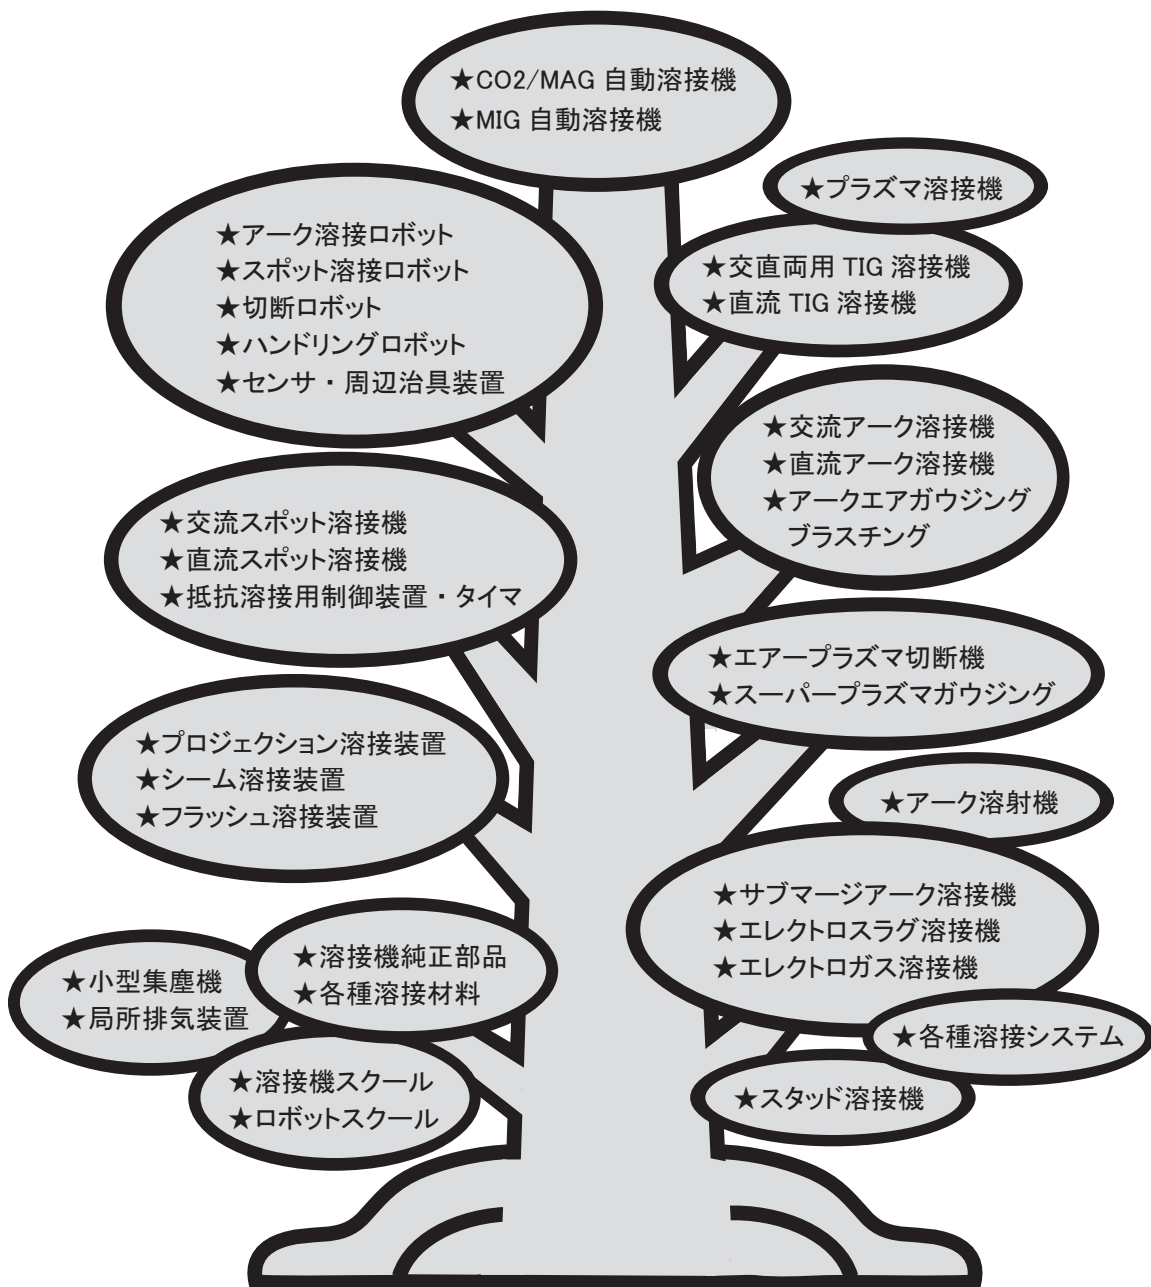 ★CO2/MAG 自動溶接機
★MIG 自動溶接機
★プラズマ溶接機
★アーク溶接ロボット
★スポット溶接ロボット
★切断ロボット
★ハンドリングロボット
★センサ・周辺治具装置
★交直両用 TIG 溶接機
★直流 TIG 溶接機
★交流アーク溶接機
★直流アーク溶接機
★アークエアガウジング
ブラスチング
★交流スポット溶接機
★直流スポット溶接機
★抵抗溶接用制御装置・タイマ
★エアープラズマ切断機
★スーパープラズマガウジング
★プロジェクション溶接装置
★シーム溶接装置
★フラッシュ溶接装置
★アーク溶射機
★サブマージアーク溶接機
★エレクトロスラグ溶接機
★エレクトロガス溶接機
★溶接機純正部品
★各種溶接材料
★小型集塵機
★局所排気装置
★各種溶接システム
★溶接機スクール
★ロボットスクール
★スタッド溶接機